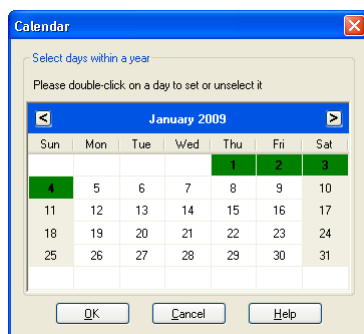 Calendar
Select days within a year
Please double-click on a day to set or unselect it
< January 2009 >
Sun Mon Tue Wed Thu Fri Sat
1 2 3
4 5 6 7 8 9 10
11 12 13 14 15 16 17
18 19 20 21 22 23 24
25 26 27 28 29 30 31
OK Cancel Help